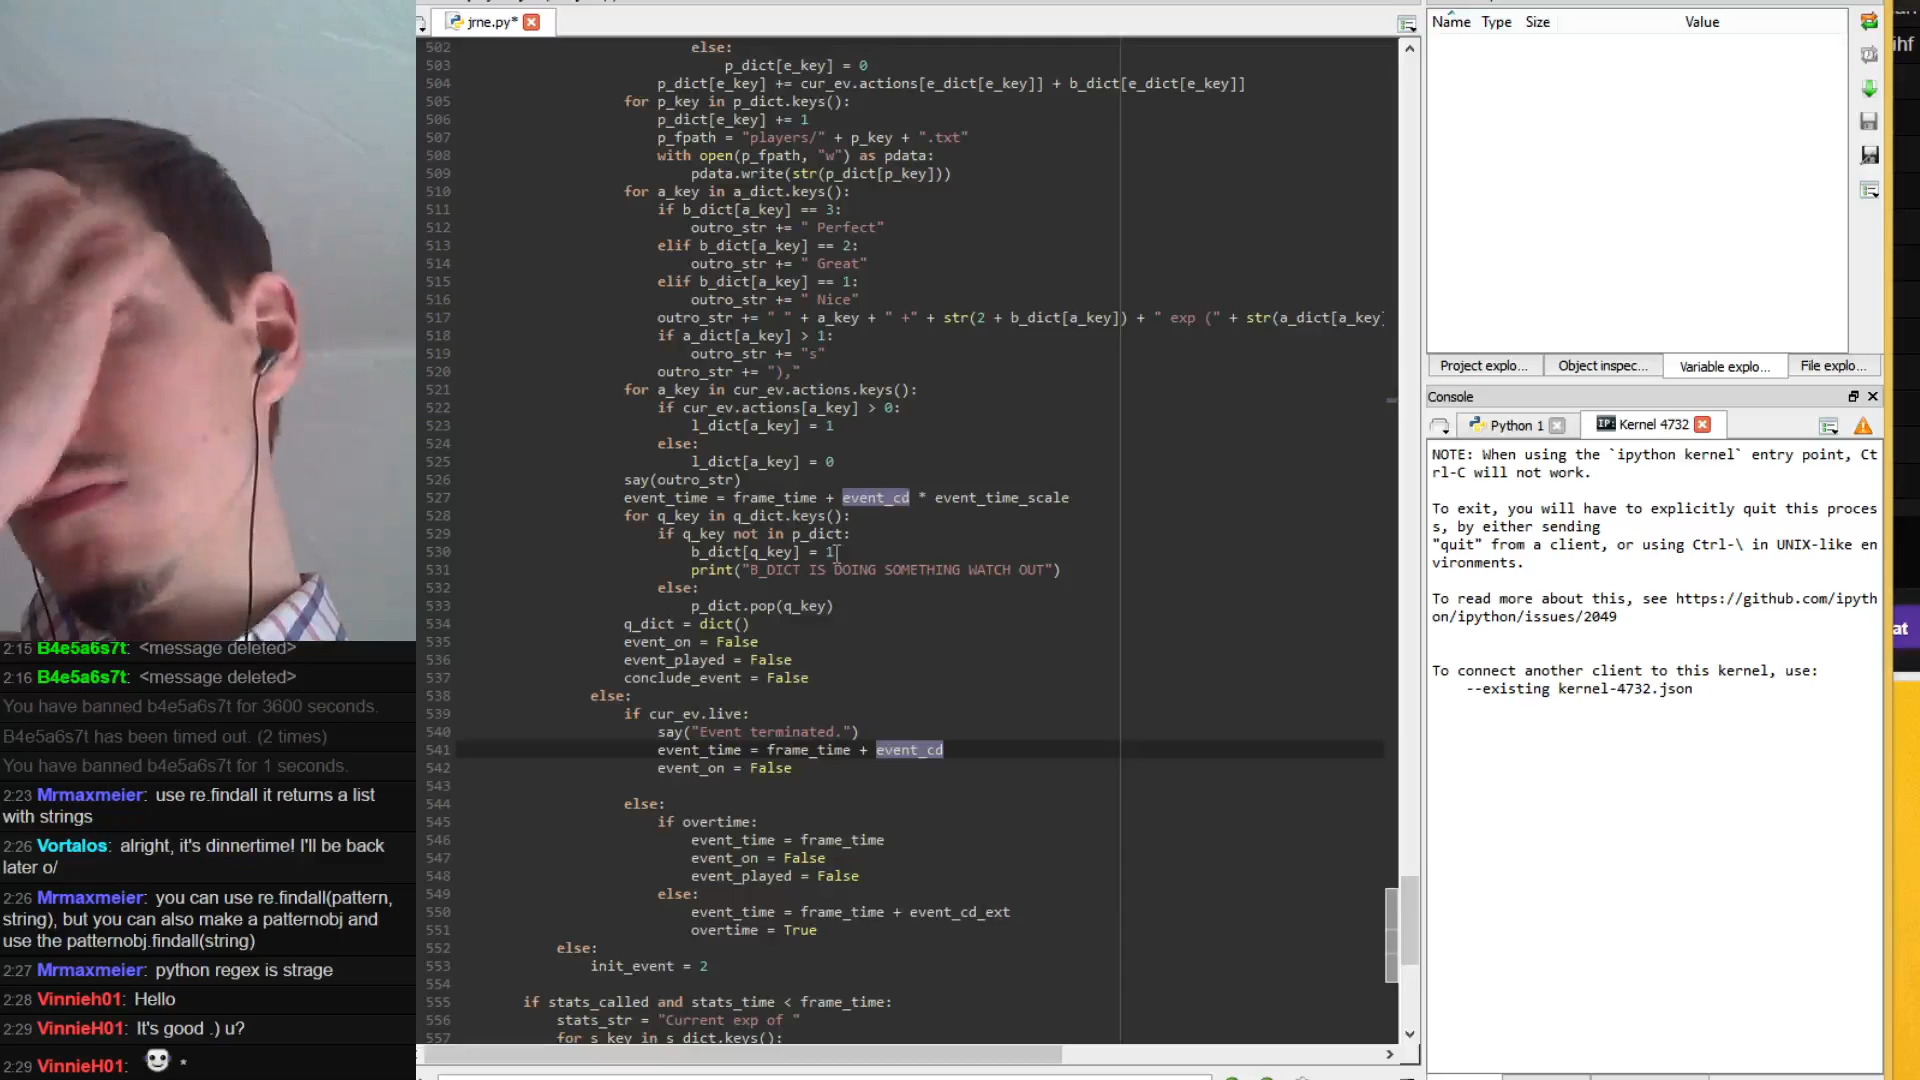 jrne.py*
502 else:
503 p_dict[e_key] = 0
504 p_dict[e_key] += cur_ev.actions[e_dict[e_key]] + b_dict[e_dict[e_key]]
505 for p_key in p_dict.keys():
506 p_dict[e_key] += 1
507 p_fpath = "players/" + p_key + ".txt"
508 with open(p_fpath, "w") as pdata:
509 pdata.write(str(p_dict[p_key]))
510 for a_key in a_dict.keys():
511 if b_dict[a_key] == 3:
512 outro_str += " Perfect"
513 elif b_dict[a_key] == 2:
514 outro_str += " Great"
515 elif b_dict[a_key] == 1:
516 outro_str += " Nice"
517 outro_str += " " + a_key + " +" + str(2 + b_dict[a_key]) + " exp (" + str(a_dict[a_key]
518 if a_dict[a_key] > 1:
519 outro_str += "s"
520 outro_str += "),"
521 for a_key in cur_ev.actions.keys():
522 if cur_ev.actions[a_key] > 0:
523 l_dict[a_key] = 1
524 else:
525 l_dict[a_key] = 0
526 say(outro_str)
527 event_time = frame_time + event_cd * event_time_scale
528 for q_key in q_dict.keys():
529 if q_key not in p_dict:
530 b_dict[q_key] = 1
531 print("B_DICT IS DOING SOMETHING WATCH OUT")
532 else:
533 p_dict.pop(q_key)
534 q_dict = dict()
535 event_on = False
536 event_played = False
537 conclude_event = False
538 else:
539 if cur_ev.live:
540 say("Event terminated.")
541 event_time = frame_time + event_cd
542 event_on = False
543
544 else:
545 if overtime:
546 event_time = frame_time
547 event_on = False
548 event_played = False
549 else:
550 event_time = frame_time + event_cd_ext
551 overtime = True
552 else:
553 init_event = 2
554
555 if stats_called and stats_time < frame_time:
556 stats_str = "Current exp of "
557 for s_key in s_dict.keys():
2:15 B4e5a6s7t: <message deleted>
2:16 B4e5a6s7t: <message deleted>
You have banned b4e5a6s7t for 3600 seconds.
B4e5a6s7t has been timed out. (2 times)
You have banned b4e5a6s7t for 1 seconds.
2:23 Mrmaxmeier: use re.findall it returns a list
with strings
2:26 Vortalos: alright, it's dinnertime! I'll be back
later o/
2:26 Mrmaxmeier: you can use re.findall(pattern,
string), but you can also make a patternobj and
use the patternobj.findall(string)
2:27 Mrmaxmeier: python regex is strage
2:28 Vinnieh01: Hello
2:29 VinnieH01: It's good .) u?
2:29 VinnieH01: *
Name Type Size Value
Project explo... Object inspec... Variable explo... File explo...
Console
Python 1 IP: Kernel 4732
NOTE: When using the `ipython kernel` entry point, Ct
rl-C will not work.
To exit, you will have to explicitly quit this proces
s, by either sending
"quit" from a client, or using Ctrl-\ in UNIX-like en
vironments.
To read more about this, see https://github.com/ipyth
on/ipython/issues/2049
To connect another client to this kernel, use:
--existing kernel-4732.json
ihf
at